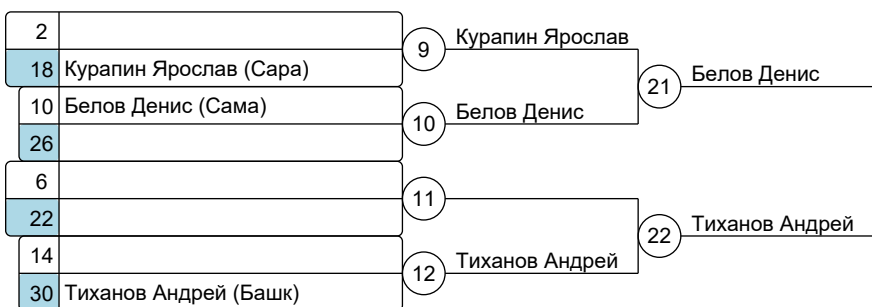 2
18 Курапин Ярослав (Сара)
9 Курапин Ярослав
10 Белов Денис (Сама)
26
10 Белов Денис
21 Белов Денис
6
22
11
14
30 Тиханов Андрей (Башк)
12 Тиханов Андрей
22 Тиханов Андрей